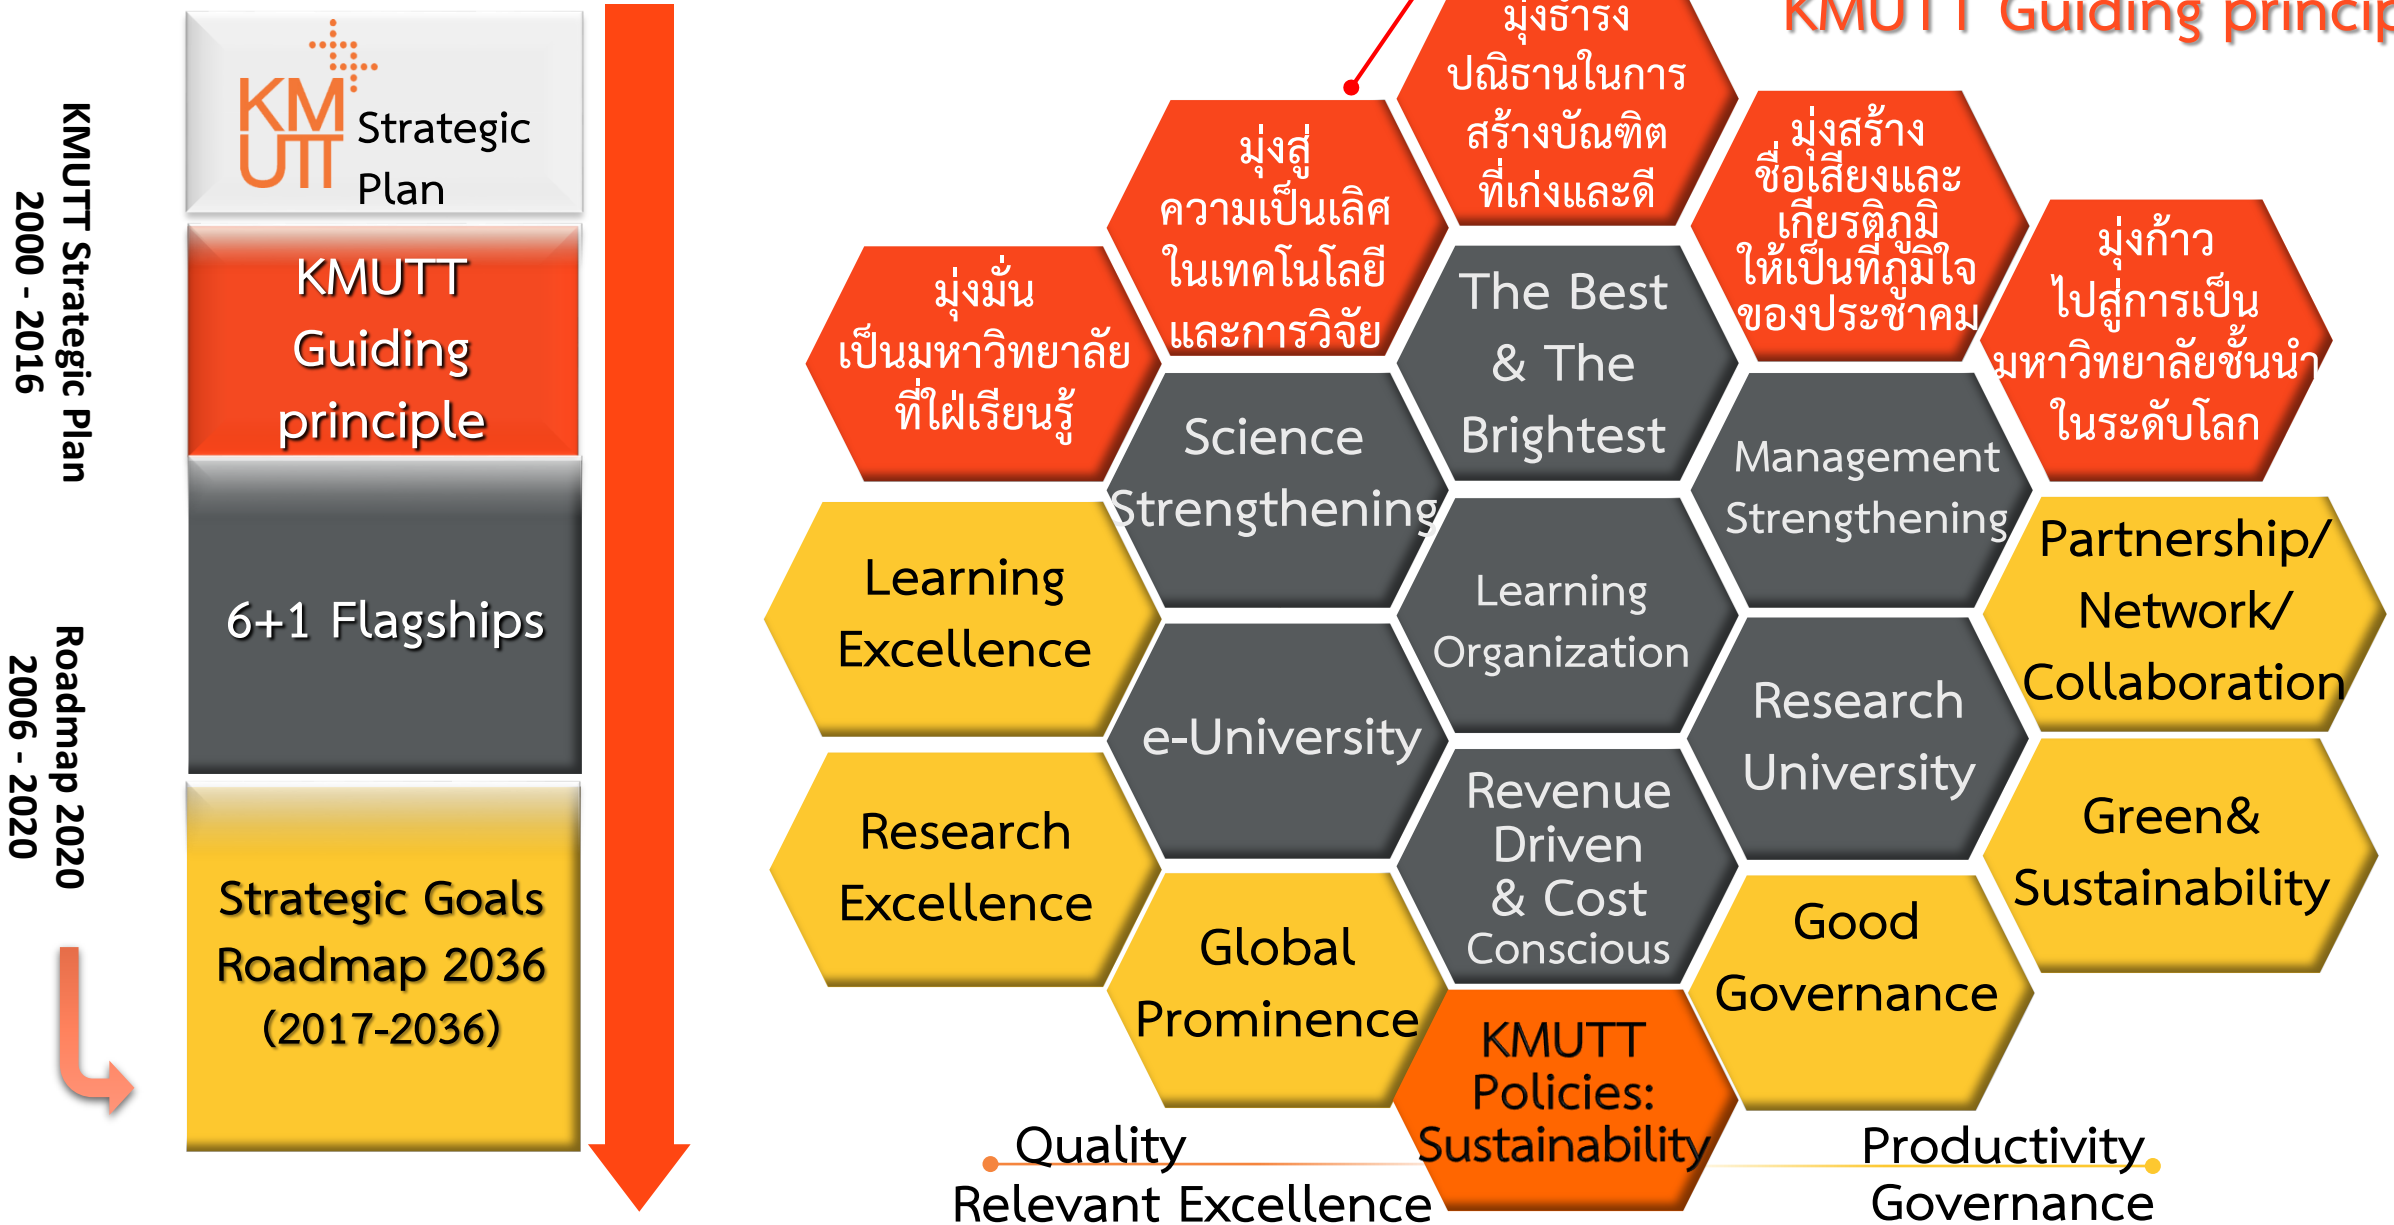 KMUTT Strategic Plan
2000 - 2016
Roadmap 2020
2006 - 2020
KM
UTT
Strategic
Plan
KMUTT
Guiding
principle
6+1 Flagships
Strategic Goals
Roadmap 2036
(2017-2036)
KMUTT Guiding princip
มุ่งธำรง
ปณิธานในการ
สร้างบัณฑิต
ที่เก่งและดี
มุ่งสู่
ความเป็นเลิศ
ในเทคโนโลยี
และการวิจัย
มุ่งสร้าง
ชื่อเสียงและ
เกียรติภูมิ
ให้เป็นที่ภูมิใจ
ของประชาคม
มุ่งมั่น
เป็นมหาวิทยาลัย
ที่ใฝ่เรียนรู้
มุ่งก้าว
ไปสู่การเป็น
มหาวิทยาลัยชั้นนำ
ในระดับโลก
The Best
& The
Brightest
Science
Strengthening
Management
Strengthening
Learning
Organization
e-University
Research
University
Revenue
Driven
& Cost
Conscious
Learning
Excellence
Research
Excellence
Global
Prominence
Partnership/
Network/
Collaboration
Green&
Sustainability
Good
Governance
KMUTT
Policies:
Sustainability
Quality
Relevant Excellence
Productivity
Governance